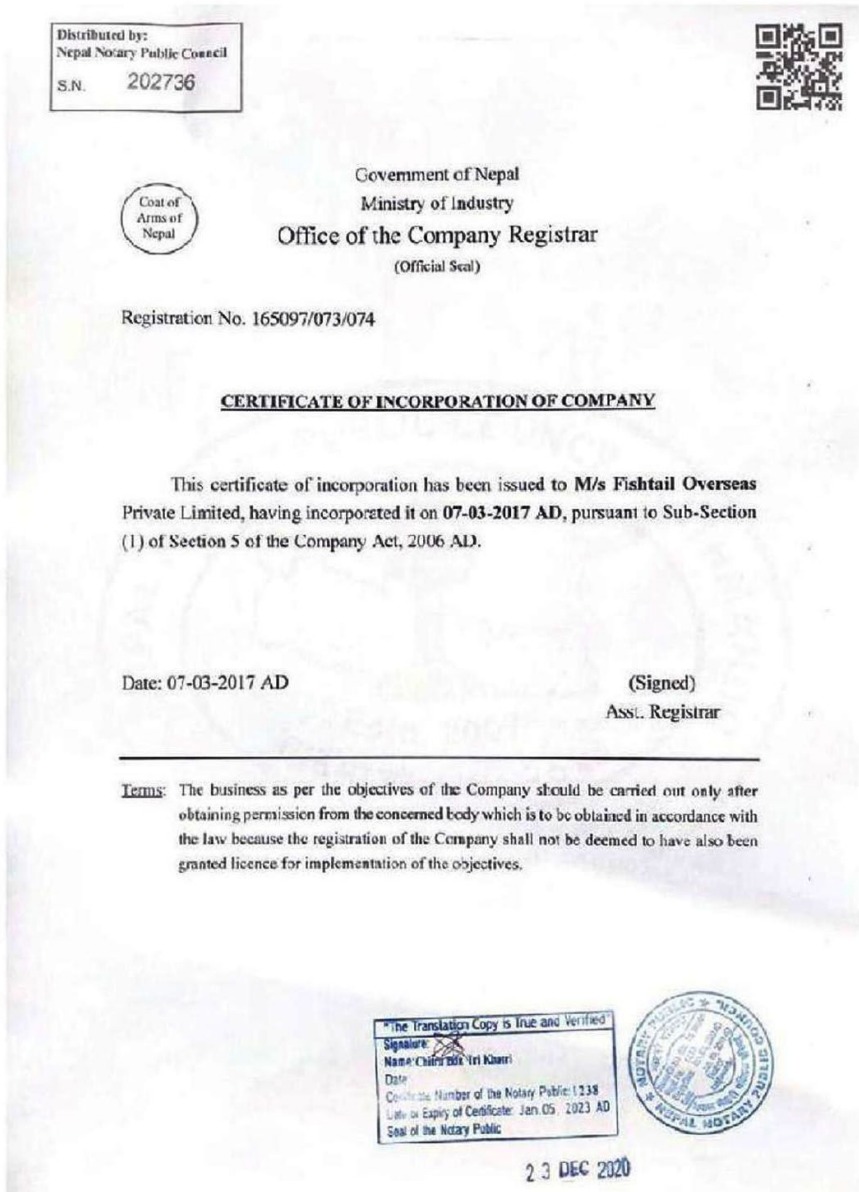 Distributed by:
Nepal Notary Public Council
S.N. 202736
Coat of
Arms of
Nepal
Government of Nepal
Ministry of Industry
Office of the Company Registrar
(Official Seal)
Registration No. 165097/073/074
CERTIFICATE OF INCORPORATION OF COMPANY
This certificate of incorporation has been issued to M/s Fishtail Overseas
Private Limited, having incorporated it on 07-03-2017 AD, pursuant to Sub-Section
(1) of Section 5 of the Company Act, 2006 AD.
Date: 07-03-2017 AD
(Signed)
Asst. Registrar
Terms: The business as per the objectives of the Company should be carried out only after
obtaining permission from the concerned body which is to be obtained in accordance with
the law because the registration of the Company shall not be deemed to have also been
granted licence for implementation of the objectives.
"The Translation Copy is True and Verified"
Signature:
Name:
Date
Certificate Number of the Notary Public: 1238
Date of Expiry of Certificate: Jan.05, 2023 AD
Seal of the Notary Public
NOTARY PUBLIC
NEPAL NOTARY PUBLIC COUNCIL
23 DEC 2020